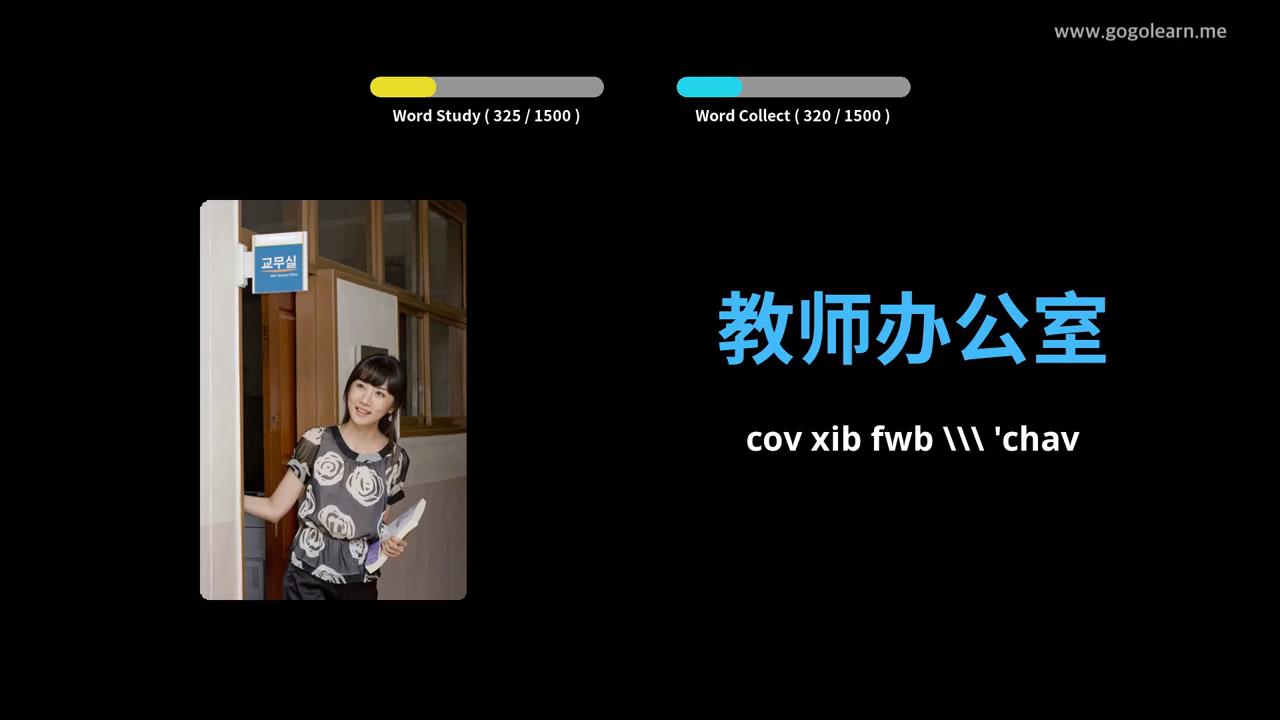 www.gogolearn.me
Word Study ( 325 / 1500 )
Word Collect ( 320 / 1500 )
교무실
教师办公室
cov xib fwb \\\ 'chav